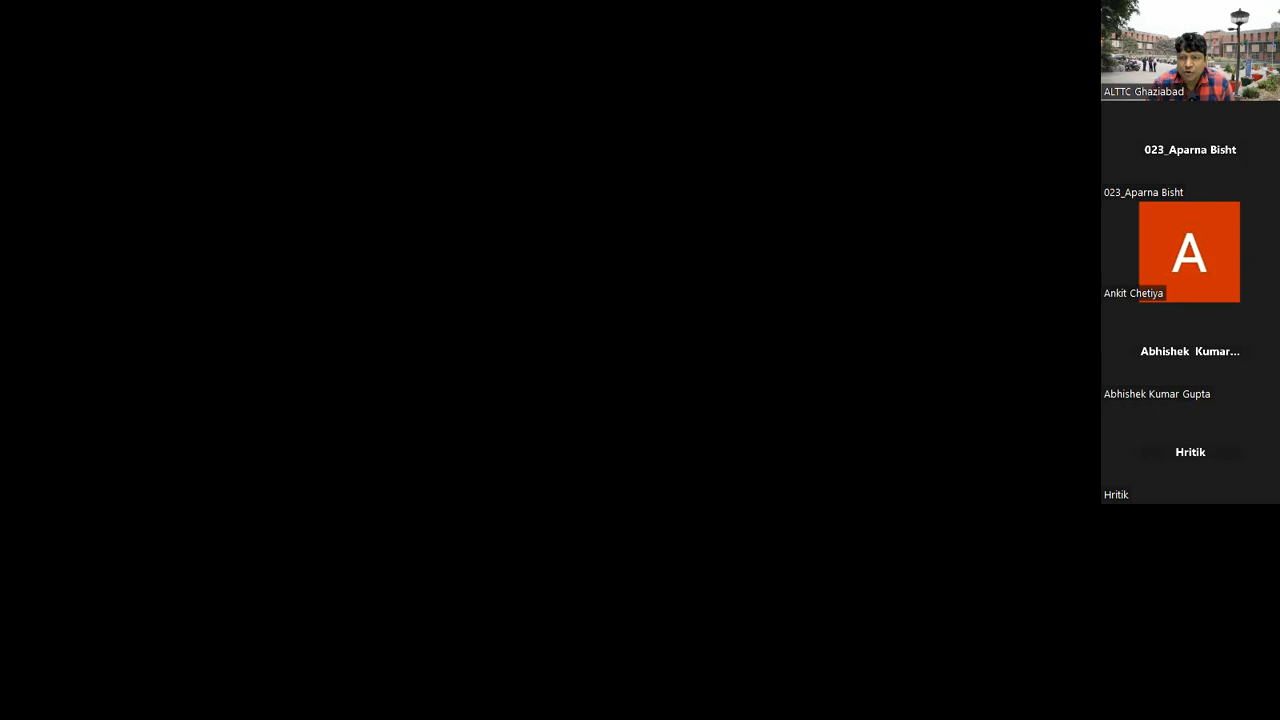 ALTTC Ghaziabad
023_Aparna Bisht
023_Aparna Bisht
A
Ankit Chetiya
Abhishek Kumar...
Abhishek Kumar Gupta
Hritik
Hritik